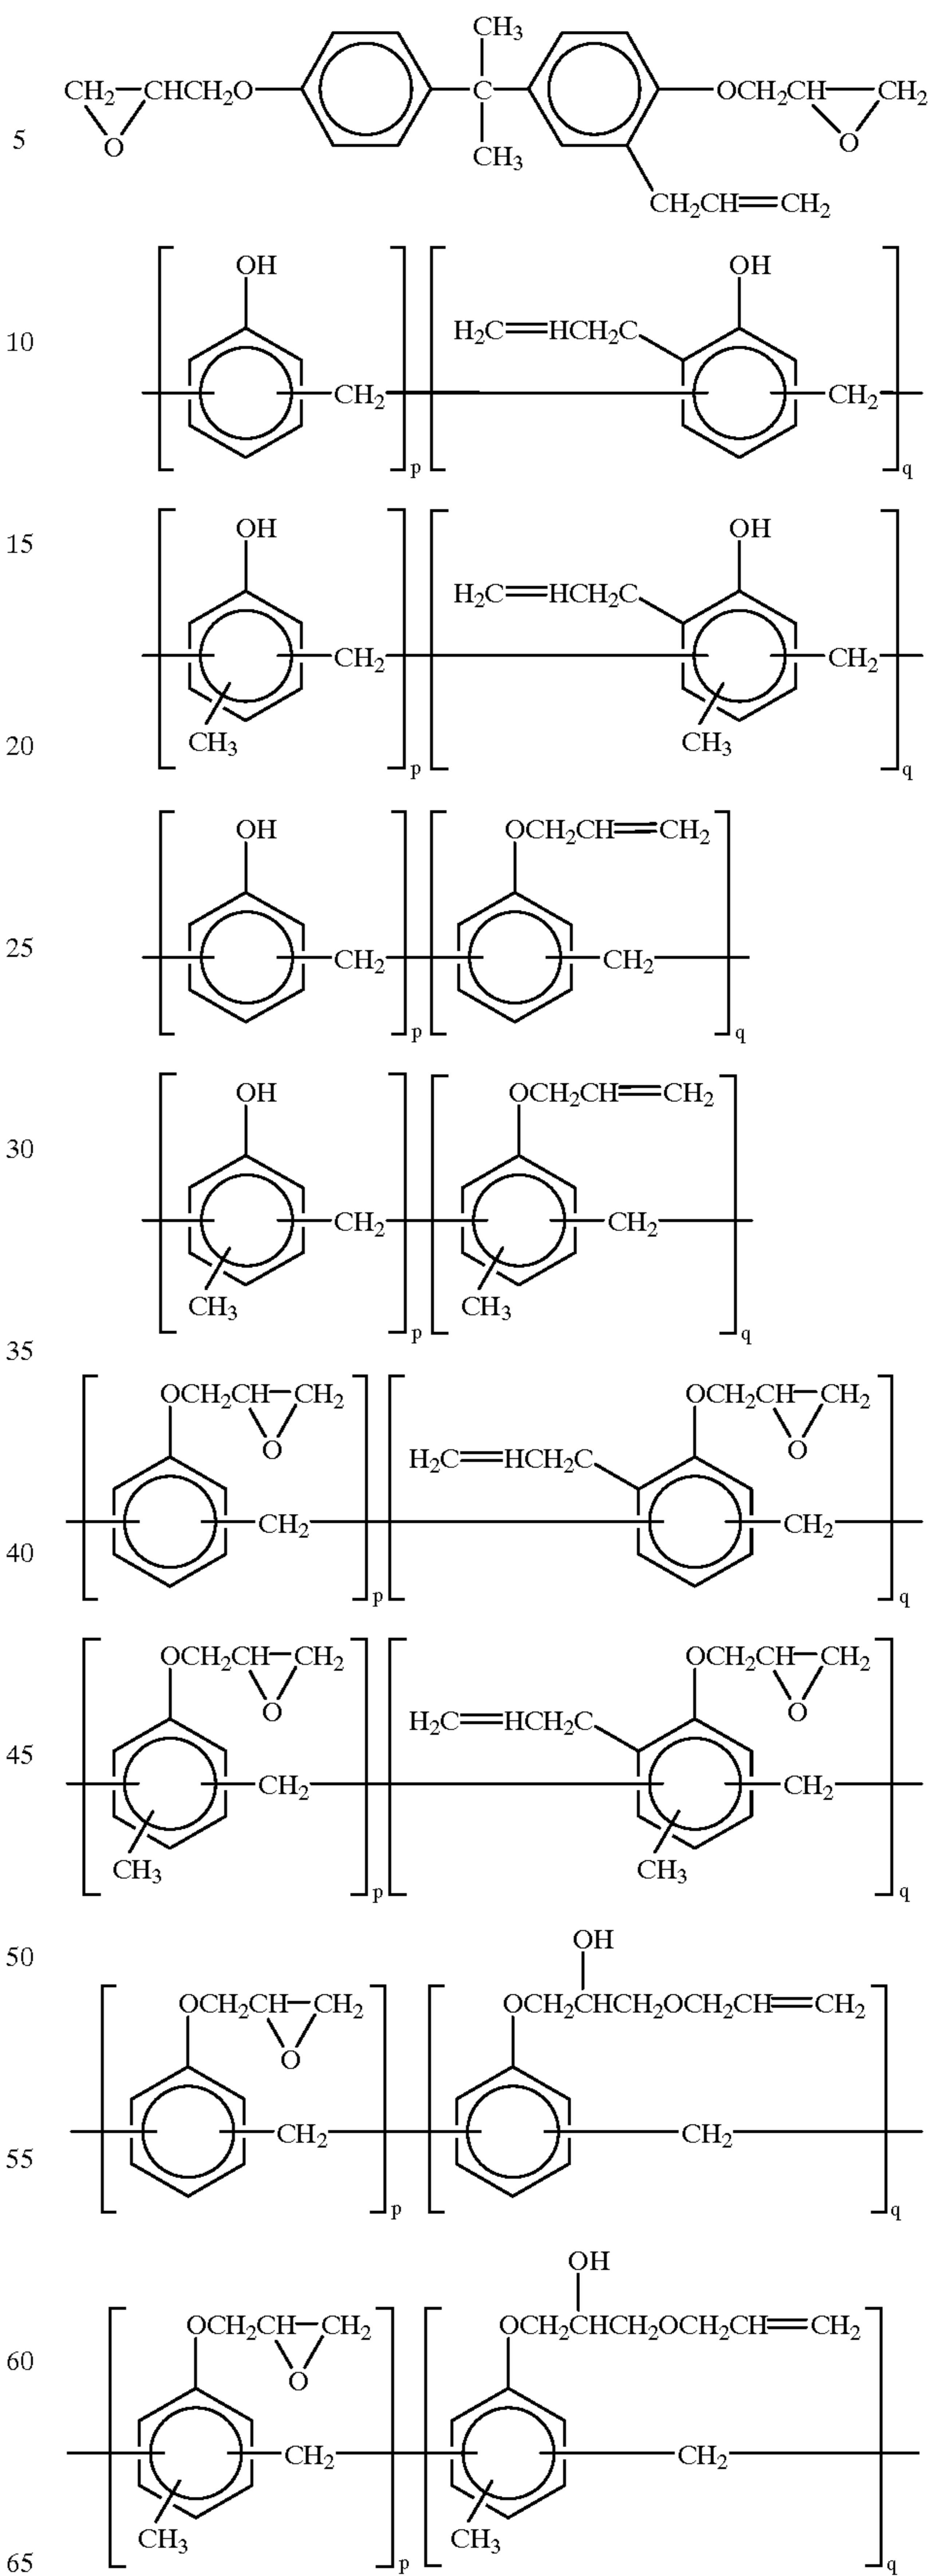 CH₃
CH₂ CHCH₂O C OCH₂CH CH₂
5 O CH₃ O
CH₂CH CH₂
OH OH
10 H₂C HCH₂C
CH₂ CH₂
p q
15 OH OH
H₂C HCH₂C
CH₂ CH₂
20 CH₃ CH₃
p q
OH OCH₂CH CH₂
25 CH₂ CH₂
p q
OH OCH₂CH CH₂
30
CH₂ CH₂
CH₃ CH₃
p q
35
OCH₂CH CH₂ OCH₂CH CH₂
O O
H₂C HCH₂C
CH₂ CH₂
40
p q
OCH₂CH CH₂ OCH₂CH CH₂
O O
H₂C HCH₂C
45
CH₂ CH₂
CH₃ CH₃
p q
50 OH
OCH₂CH CH₂ OCH₂CHCH₂OCH₂CH CH₂
O
CH₂ CH₂
55
p q
OH
OCH₂CH CH₂ OCH₂CHCH₂OCH₂CH CH₂
60 O
CH₂ CH₂
CH₃ CH₃
65 p q